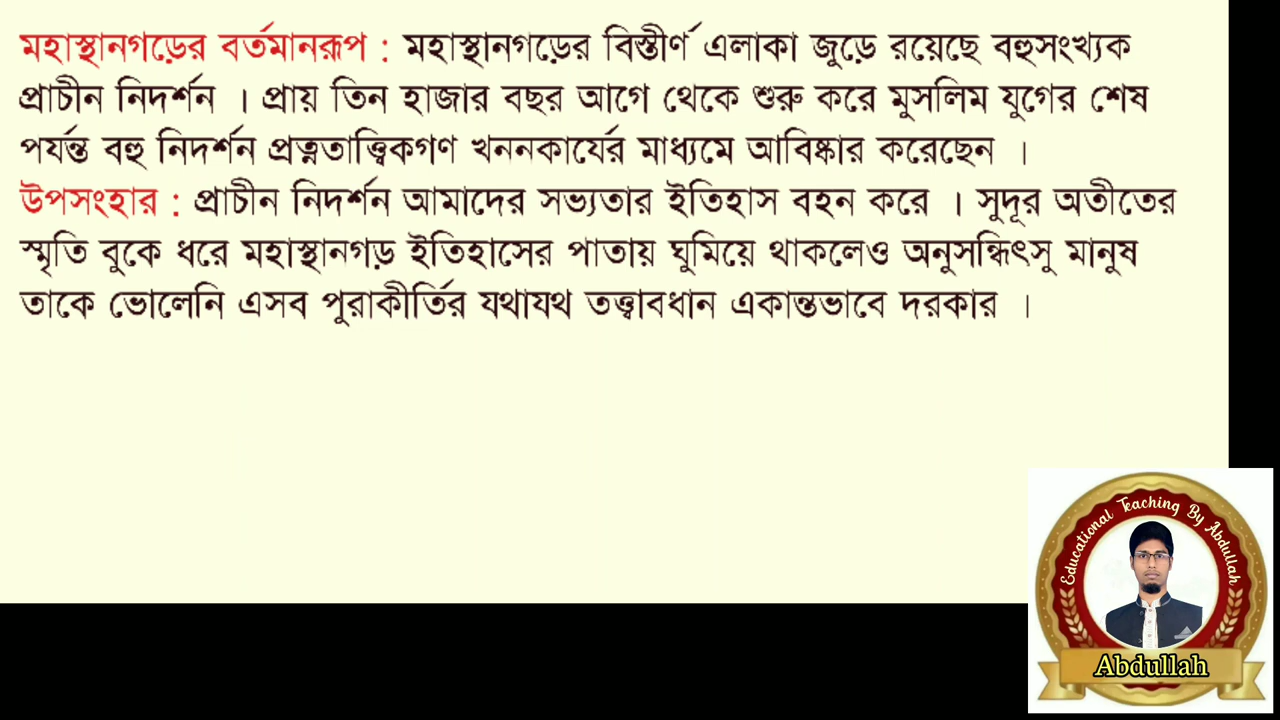 মহাস্থানগড়ের বর্তমানরূপ : মহাস্থানগড়ের বিস্তীর্ণ এলাকা জুড়ে রয়েছে বহুসংখ্যক
প্রাচীন নিদর্শন । প্রায় তিন হাজার বছর আগে থেকে শুরু করে মুসলিম যুগের শেষ
পর্যন্ত বহু নিদর্শন প্রত্নতাত্ত্বিকগণ খননকার্যের মাধ্যমে আবিষ্কার করেছেন ।
উপসংহার : প্রাচীন নিদর্শন আমাদের সভ্যতার ইতিহাস বহন করে । সুদূর অতীতের
স্মৃতি বুকে ধরে মহাস্থানগড় ইতিহাসের পাতায় ঘুমিয়ে থাকলেও অনুসন্ধিৎসু মানুষ
তাকে ভোলেনি এসব পুরাকীর্তির যথাযথ তত্ত্বাবধান একান্তভাবে দরকার ।
Educational Teaching By Abdullah
Abdullah